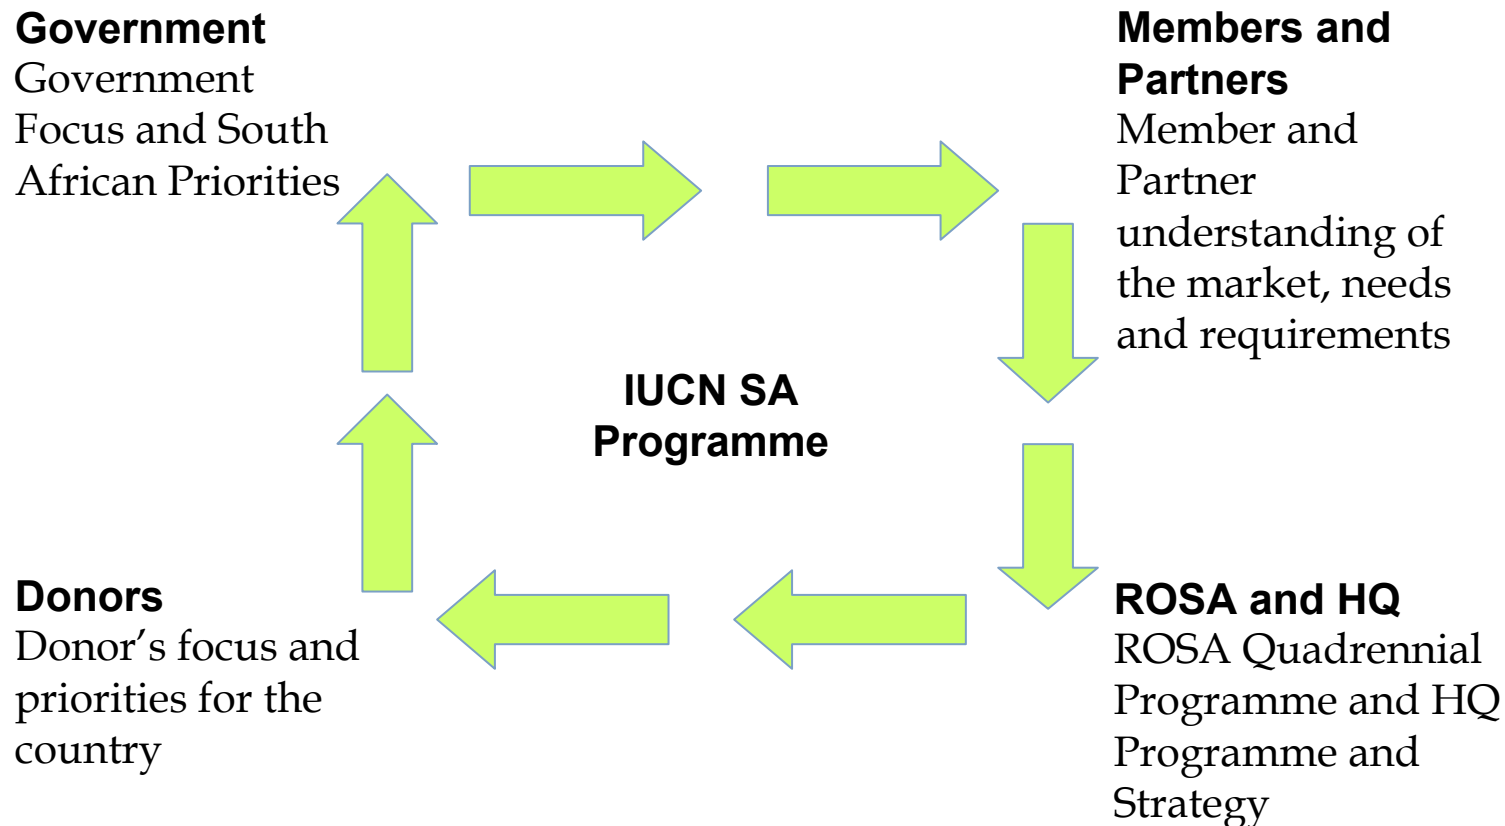 Government
Government
Focus and South
African Priorities
Members and
Partners
Member and
Partner
understanding of
the market, needs
and requirements
IUCN SA
Programme
Donors
Donor’s focus and
priorities for the
country
ROSA and HQ
ROSA Quadrennial
Programme and HQ
Programme and
Strategy